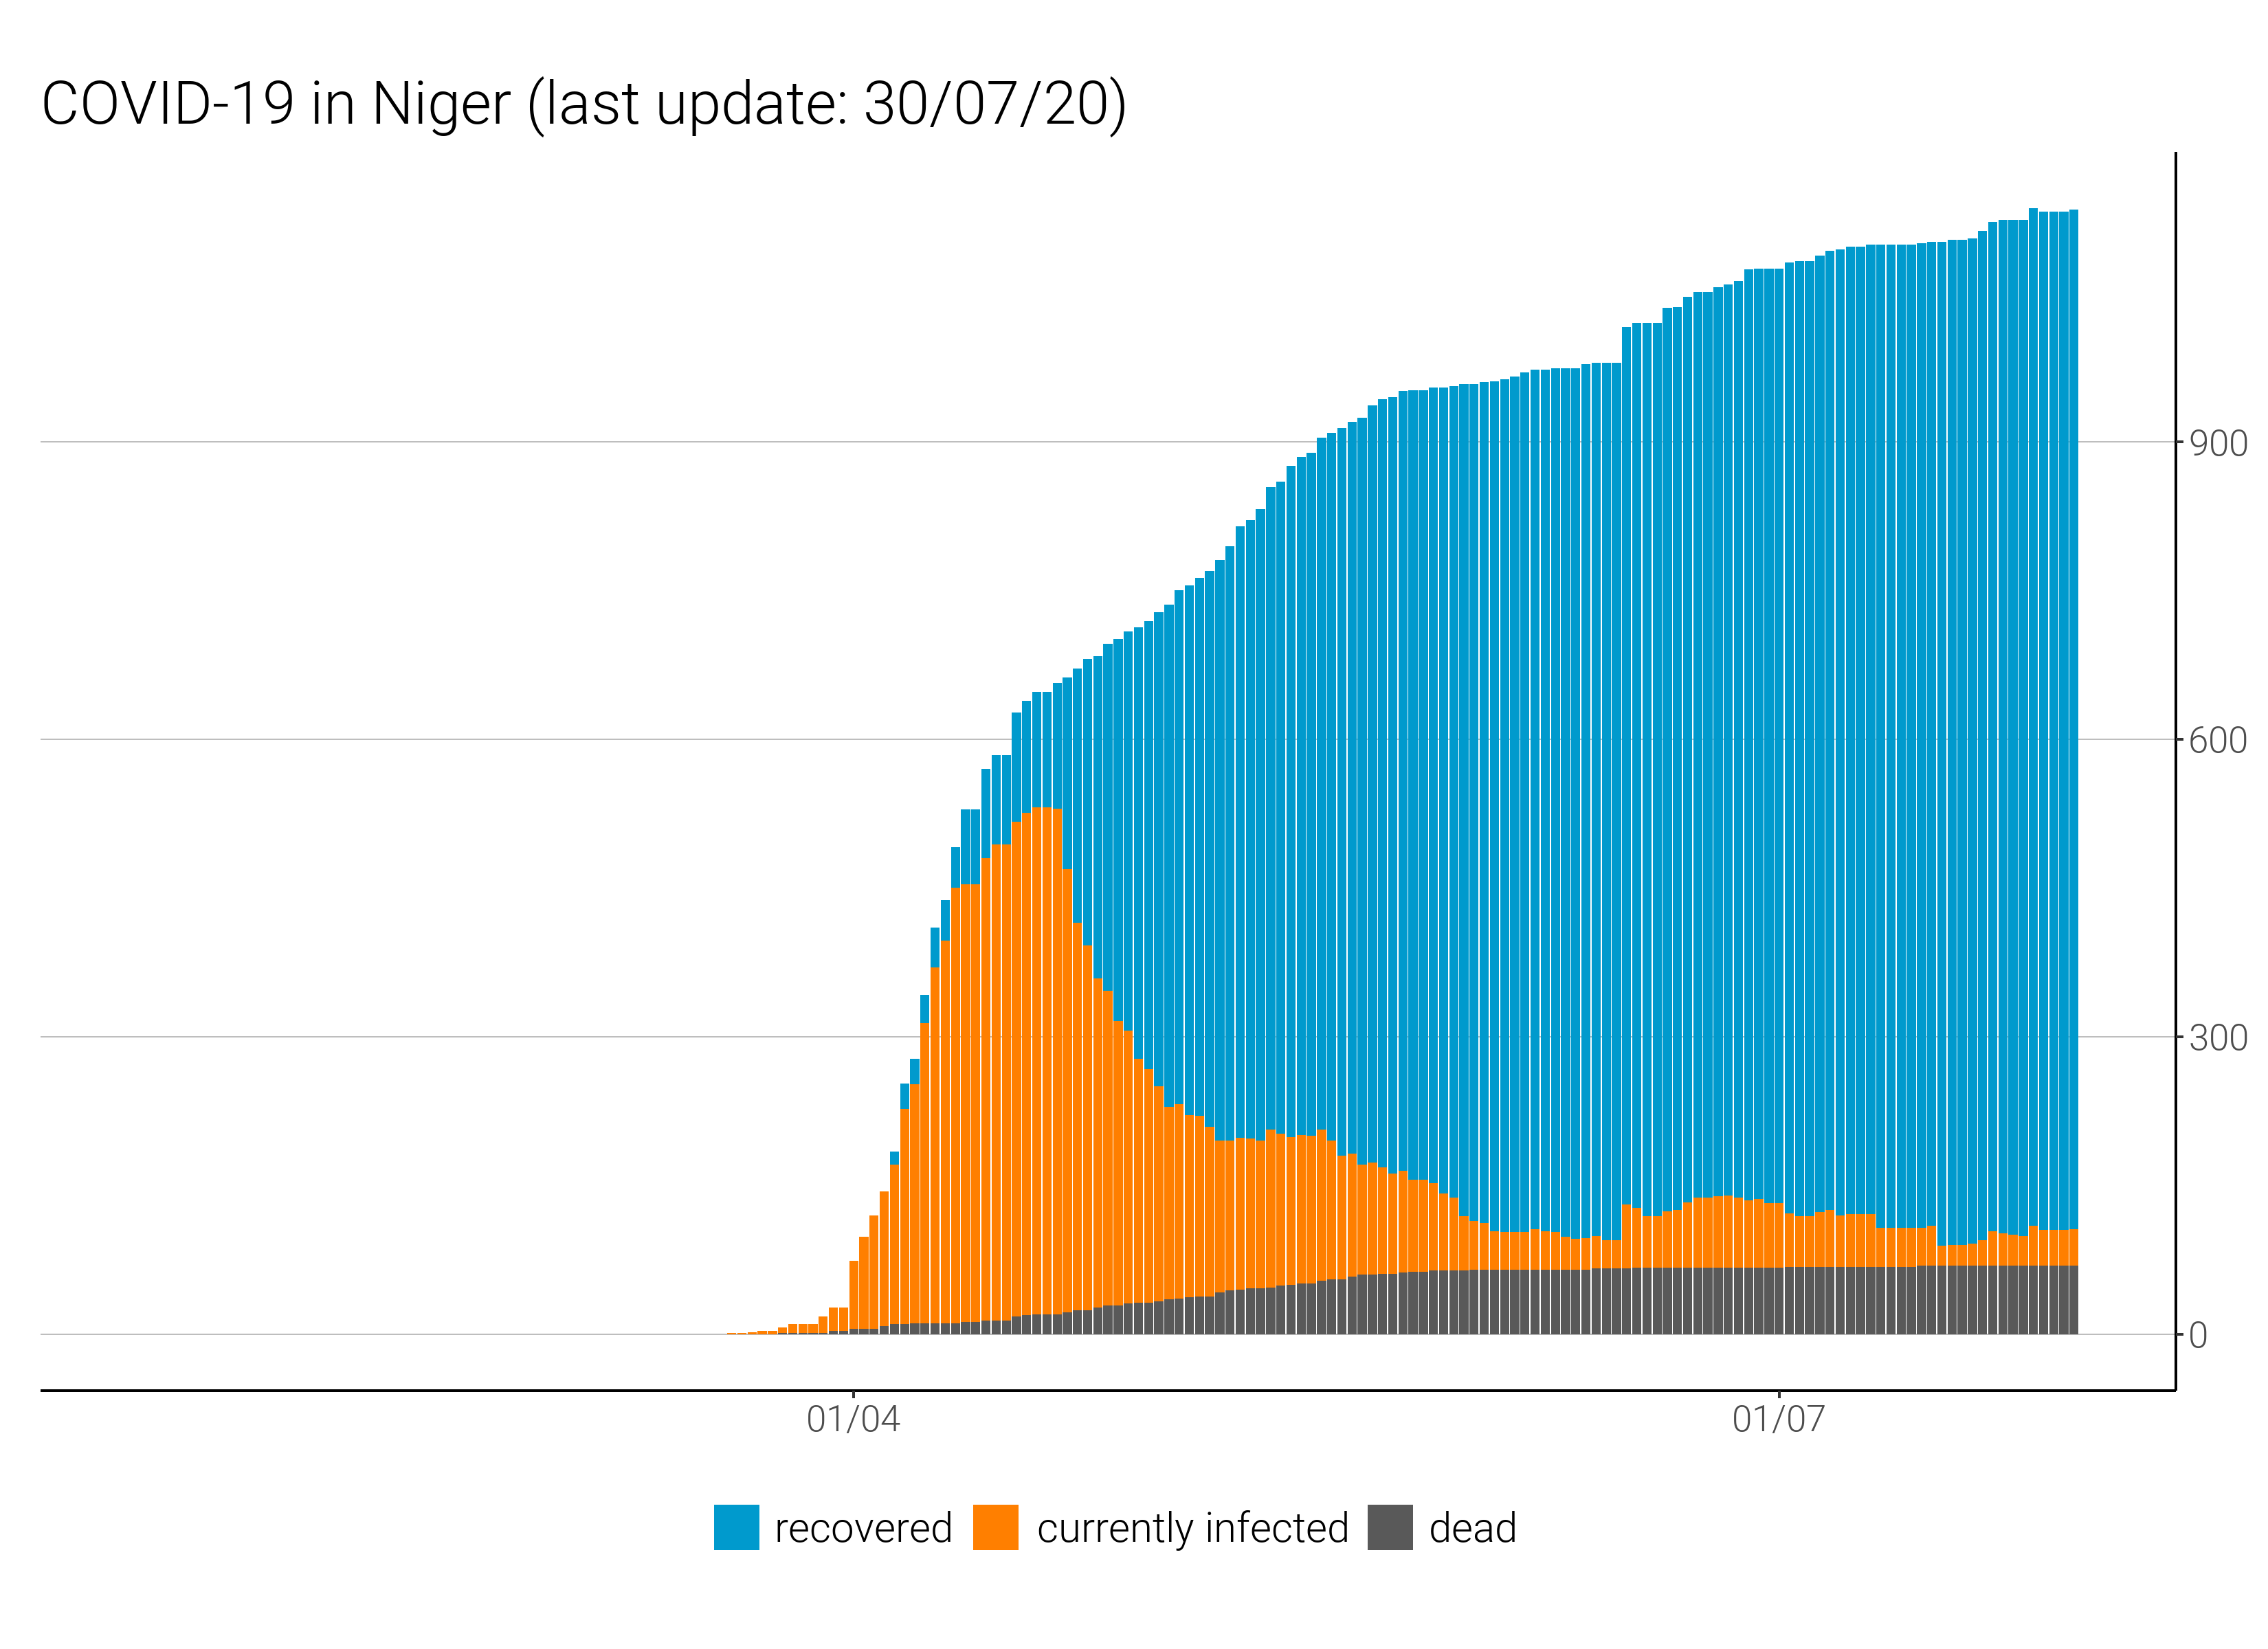 COVID-19 in Niger (last update: 30/07/20)
900
600
300
0
01/04 01/07
recovered currently infected dead